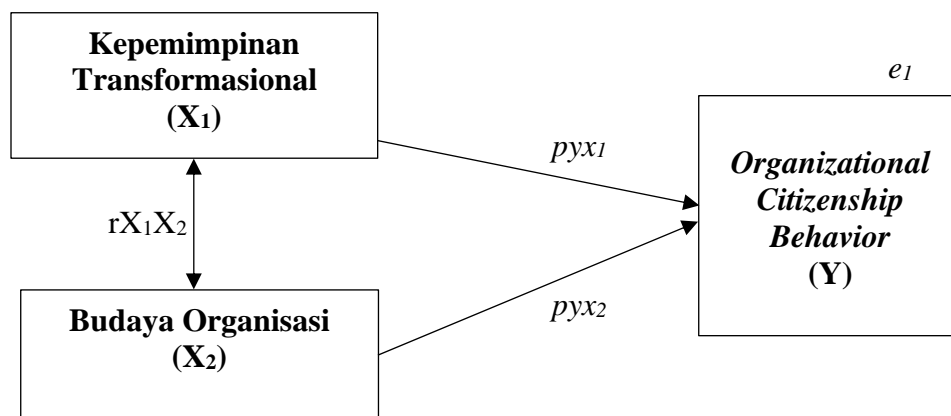 Kepemimpinan
Transformasional
(X₁)
e₁
pyx₁
Organizational
Citizenship
Behavior
(Y)
rX₁X₂
Budaya Organisasi
(X₂)
pyx₂